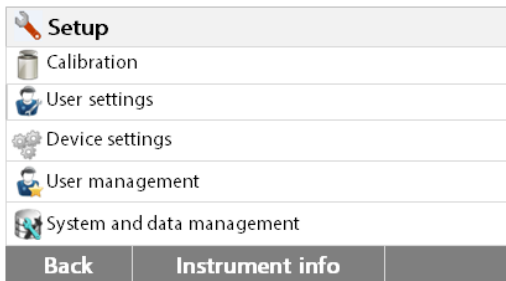 Setup
Calibration
User settings
Device settings
User management
System and data management
Back Instrument info